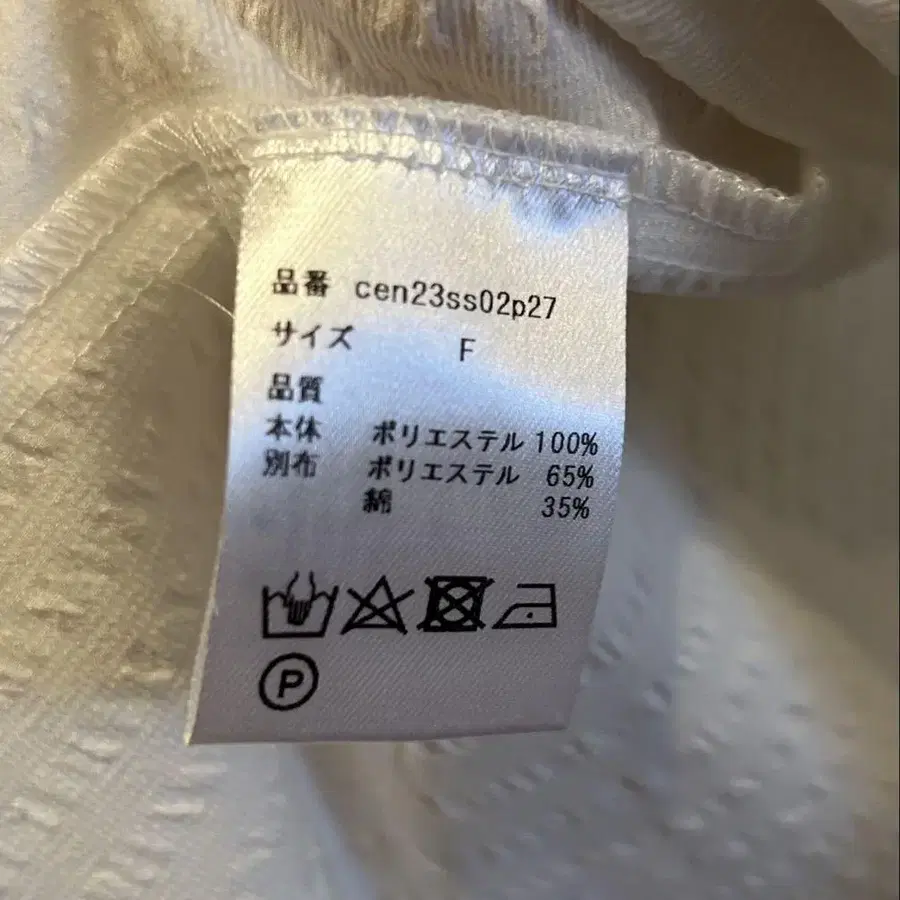 品番 cen23ss02p27
サイズ F
品質
本体 ポリエステル 100%
別布 ポリエステル 65%
綿 35%
P